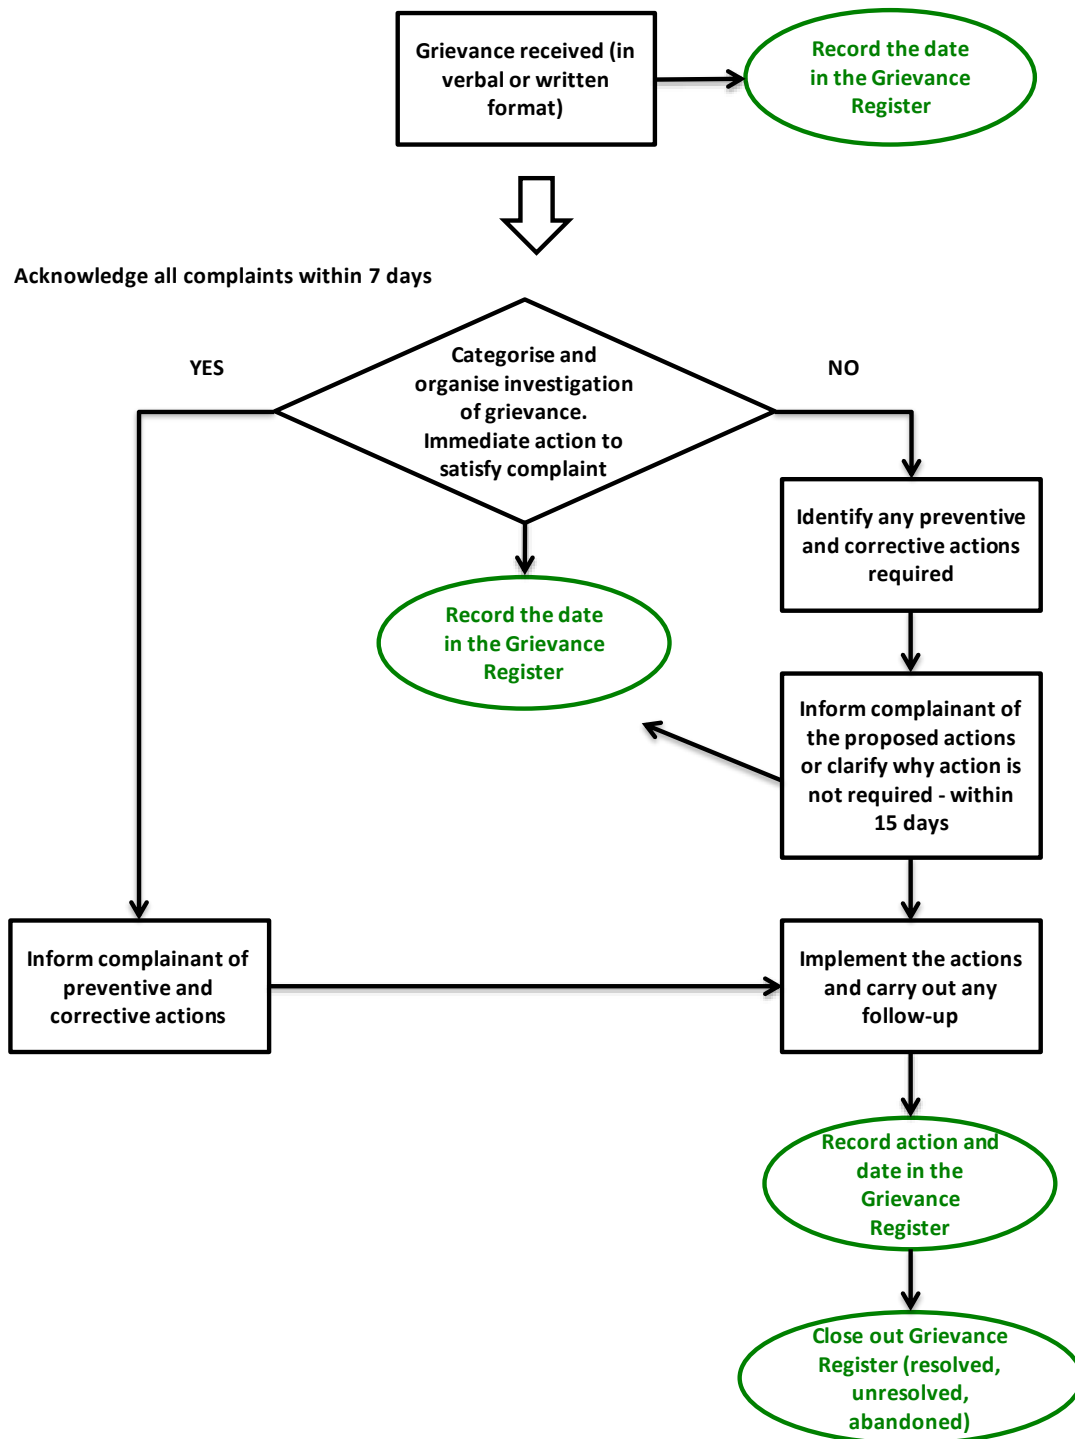 Grievance received (in
verbal or written
format)
Record the date
in the Grievance
Register
Acknowledge all complaints within 7 days
YES
Categorise and
organise investigation
of grievance.
Immediate action to
satisfy complaint
NO
Identify any preventive
and corrective actions
required
Record the date
in the Grievance
Register
Inform complainant of
the proposed actions
or clarify why action is
not required - within
15 days
Inform complainant of
preventive and
corrective actions
Implement the actions
and carry out any
follow-up
Record action and
date in the
Grievance
Register
Close out Grievance
Register (resolved,
unresolved,
abandoned)